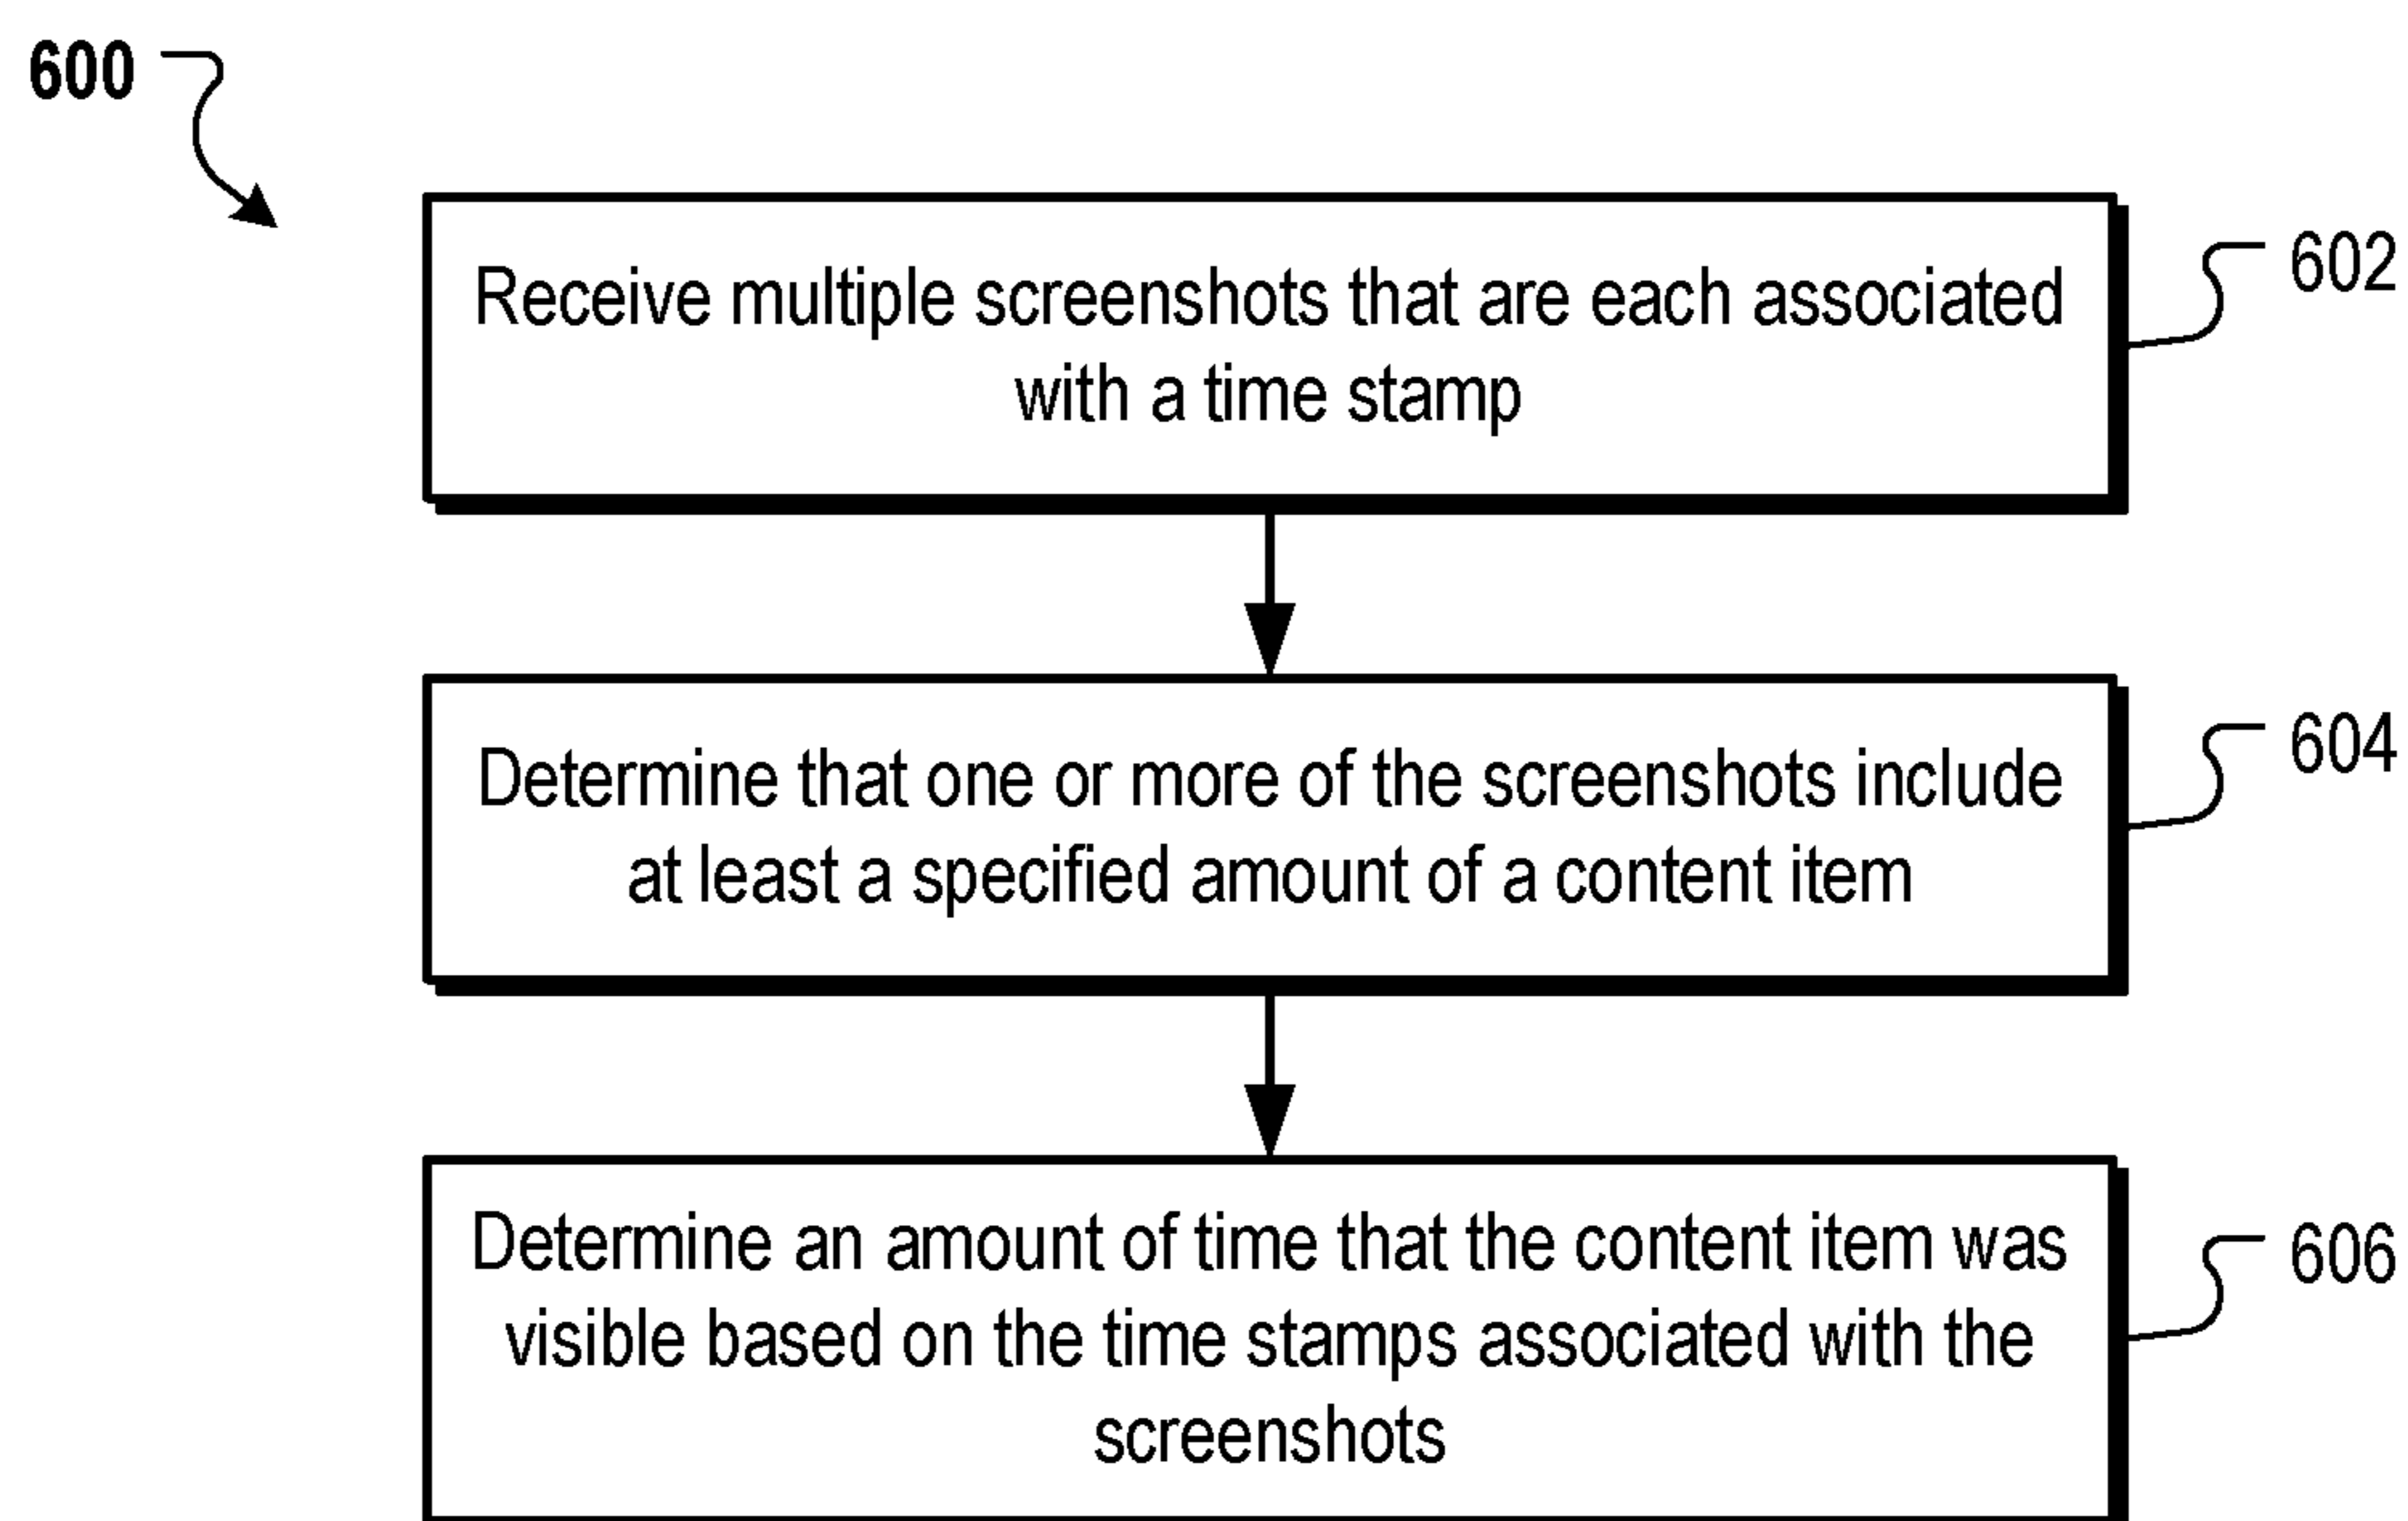 600
Receive multiple screenshots that are each associated
with a time stamp
602
Determine that one or more of the screenshots include
at least a specified amount of a content item
604
Determine an amount of time that the content item was
visible based on the time stamps associated with the
screenshots
606